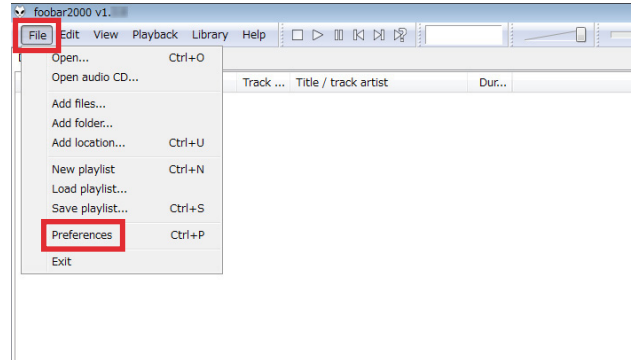 foobar2000 v1.
File Edit View Playback Library Help
Open... Ctrl+O
Open audio CD...
Track ... Title / track artist Dur...
Add files...
Add folder...
Add location... Ctrl+U
New playlist Ctrl+N
Load playlist...
Save playlist... Ctrl+S
Preferences Ctrl+P
Exit